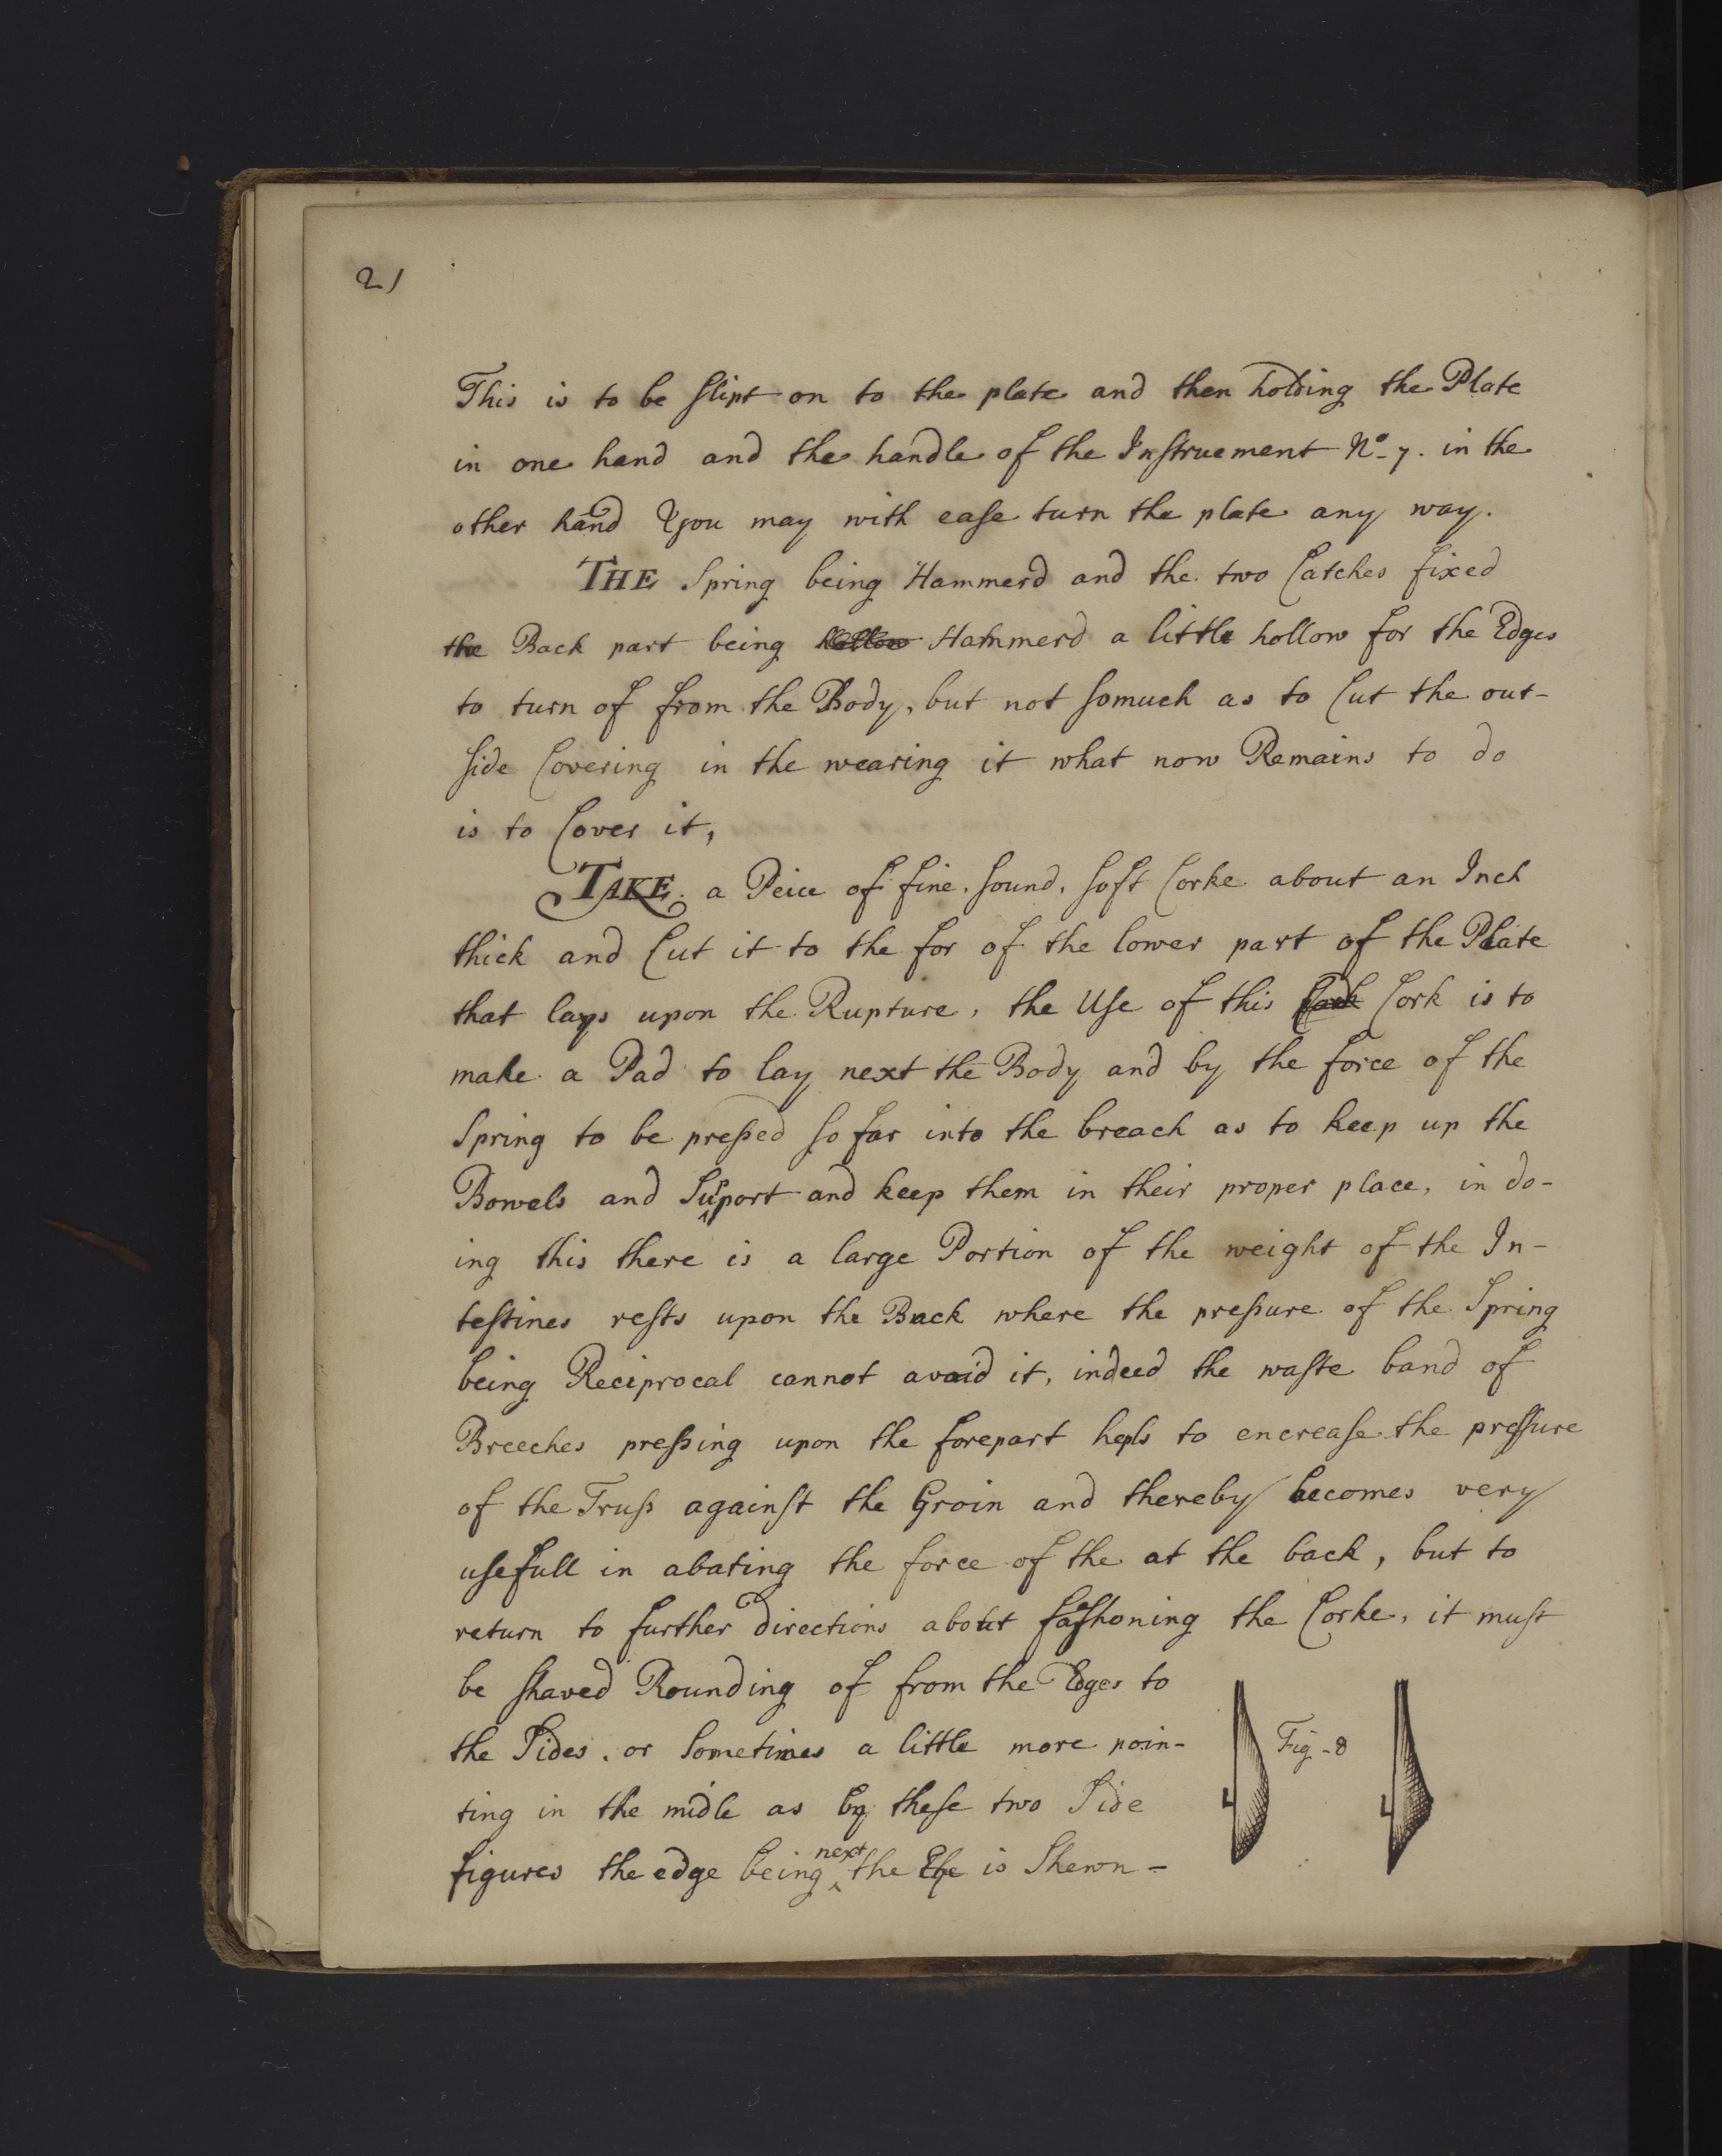 21
This is to be slipt on to the plate and then holding the Plate
in one hand and the handle of the Instruement No. 7. in the
other hand You may with ease turn the plate any way.
THE Spring being Hammerd and the two Catches fixed
the Back part being hollow Hammerd a little hollow for the Edges
to turn of from the Body, but not somuch as to Cut the out-
side Covering in the wearing it what now Remains to do
is to Cover it,
TAKE a Peice of fine, sound, soft Corke about an Inch
thick and Cut it to the for of the lower part of the Plate
that lays upon the Rupture, the Use of this Cork is to
make a Pad to lay next the Body and by the force of the
Spring to be pressed so far into the breach as to keep up the
Bowels and Support and keep them in their proper place, in do-
ing this there is a large Portion of the weight of the In-
testines rests upon the Back where the pressure of the Spring
being Reciprocal cannot avoid it, indeed the waste band of
Breeches pressing upon the forepart hepls to encrease the pressure
of the Truss against the Groin and thereby becomes very
usefull in abating the force of the at the back, but to
return to further directions about fashoning the Corke, it must
be shaved Rounding of from the Edges to
the Sides, or Sometimes a little more poin-
ting in the midle as by these two Side
figures the edge being next the is Shewn -
Fig - 8